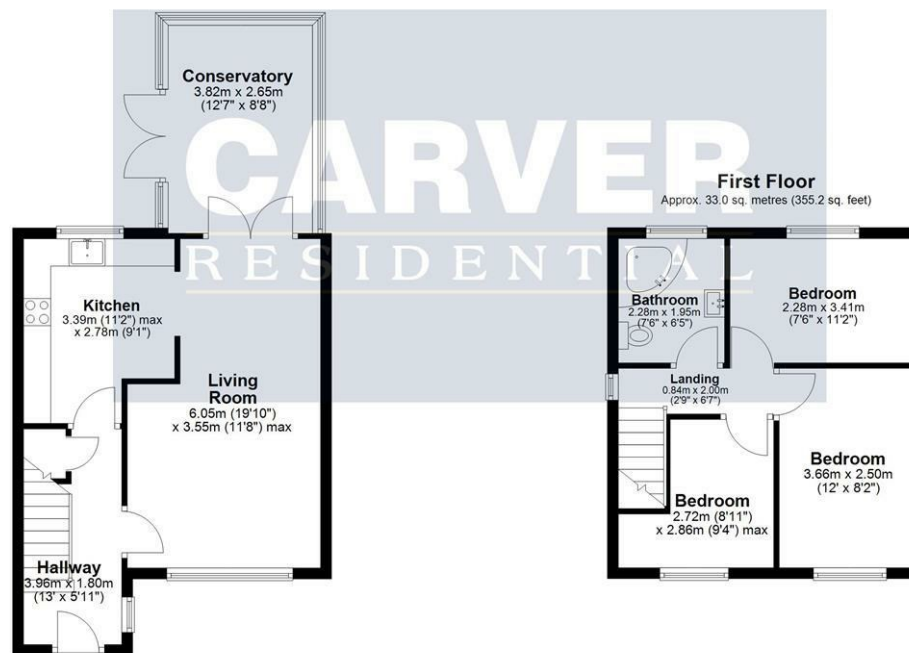 Conservatory
3.82m x 2.65m
(12'7" x 8'8")
CARVER
RESIDENTIAL
Kitchen
3.39m (11'2") max
x 2.78m (9'1")
Living
Room
6.05m (19'10")
x 3.55m (11'8") max
Hallway
3.96m x 1.80m
(13' x 5'11")
First Floor
Approx. 33.0 sq. metres (355.2 sq. feet)
Bathroom
2.28m x 1.95m
(7'6" x 6'5")
Bedroom
2.28m x 3.41m
(7'6" x 11'2")
Landing
0.84m x 2.00m
(2'9" x 6'7")
Bedroom
3.66m x 2.50m
(12' x 8'2")
Bedroom
2.72m (8'11")
x 2.86m (9'4") max